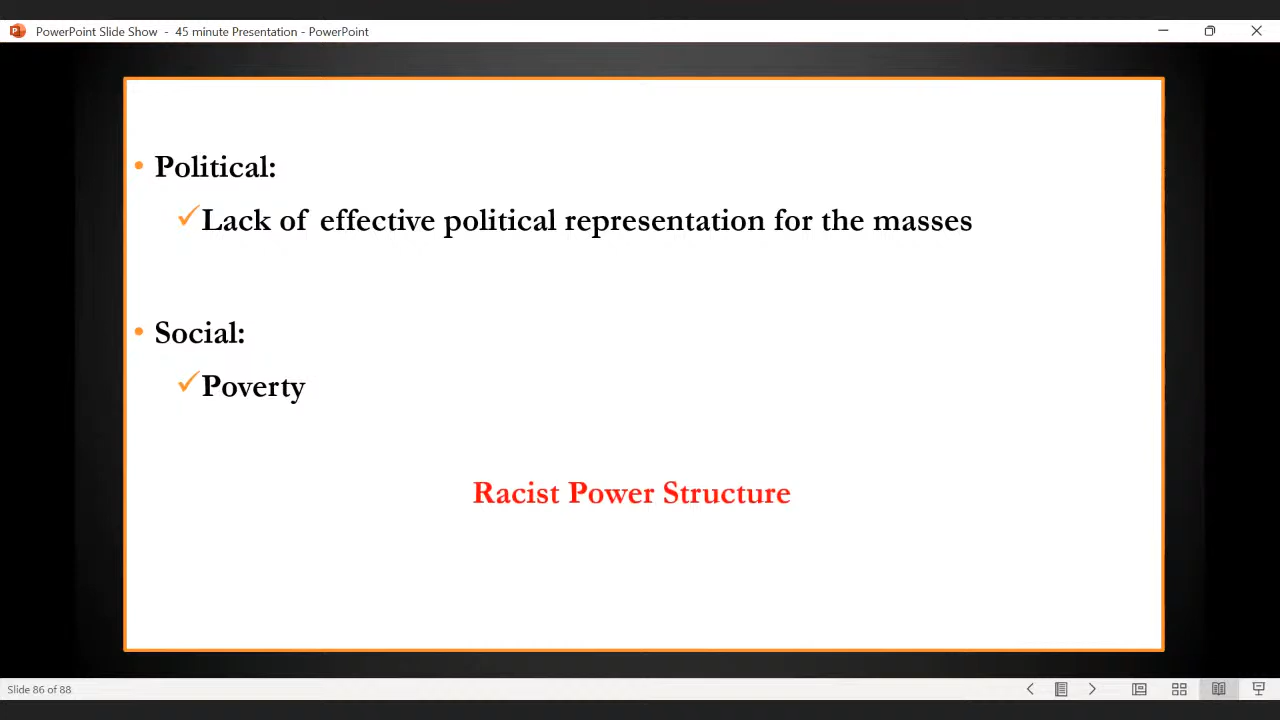 PowerPoint Slide Show - 45 minute Presentation - PowerPoint
• Political:
✓Lack of effective political representation for the masses
• Social:
✓Poverty
Racist Power Structure
Slide 86 of 88